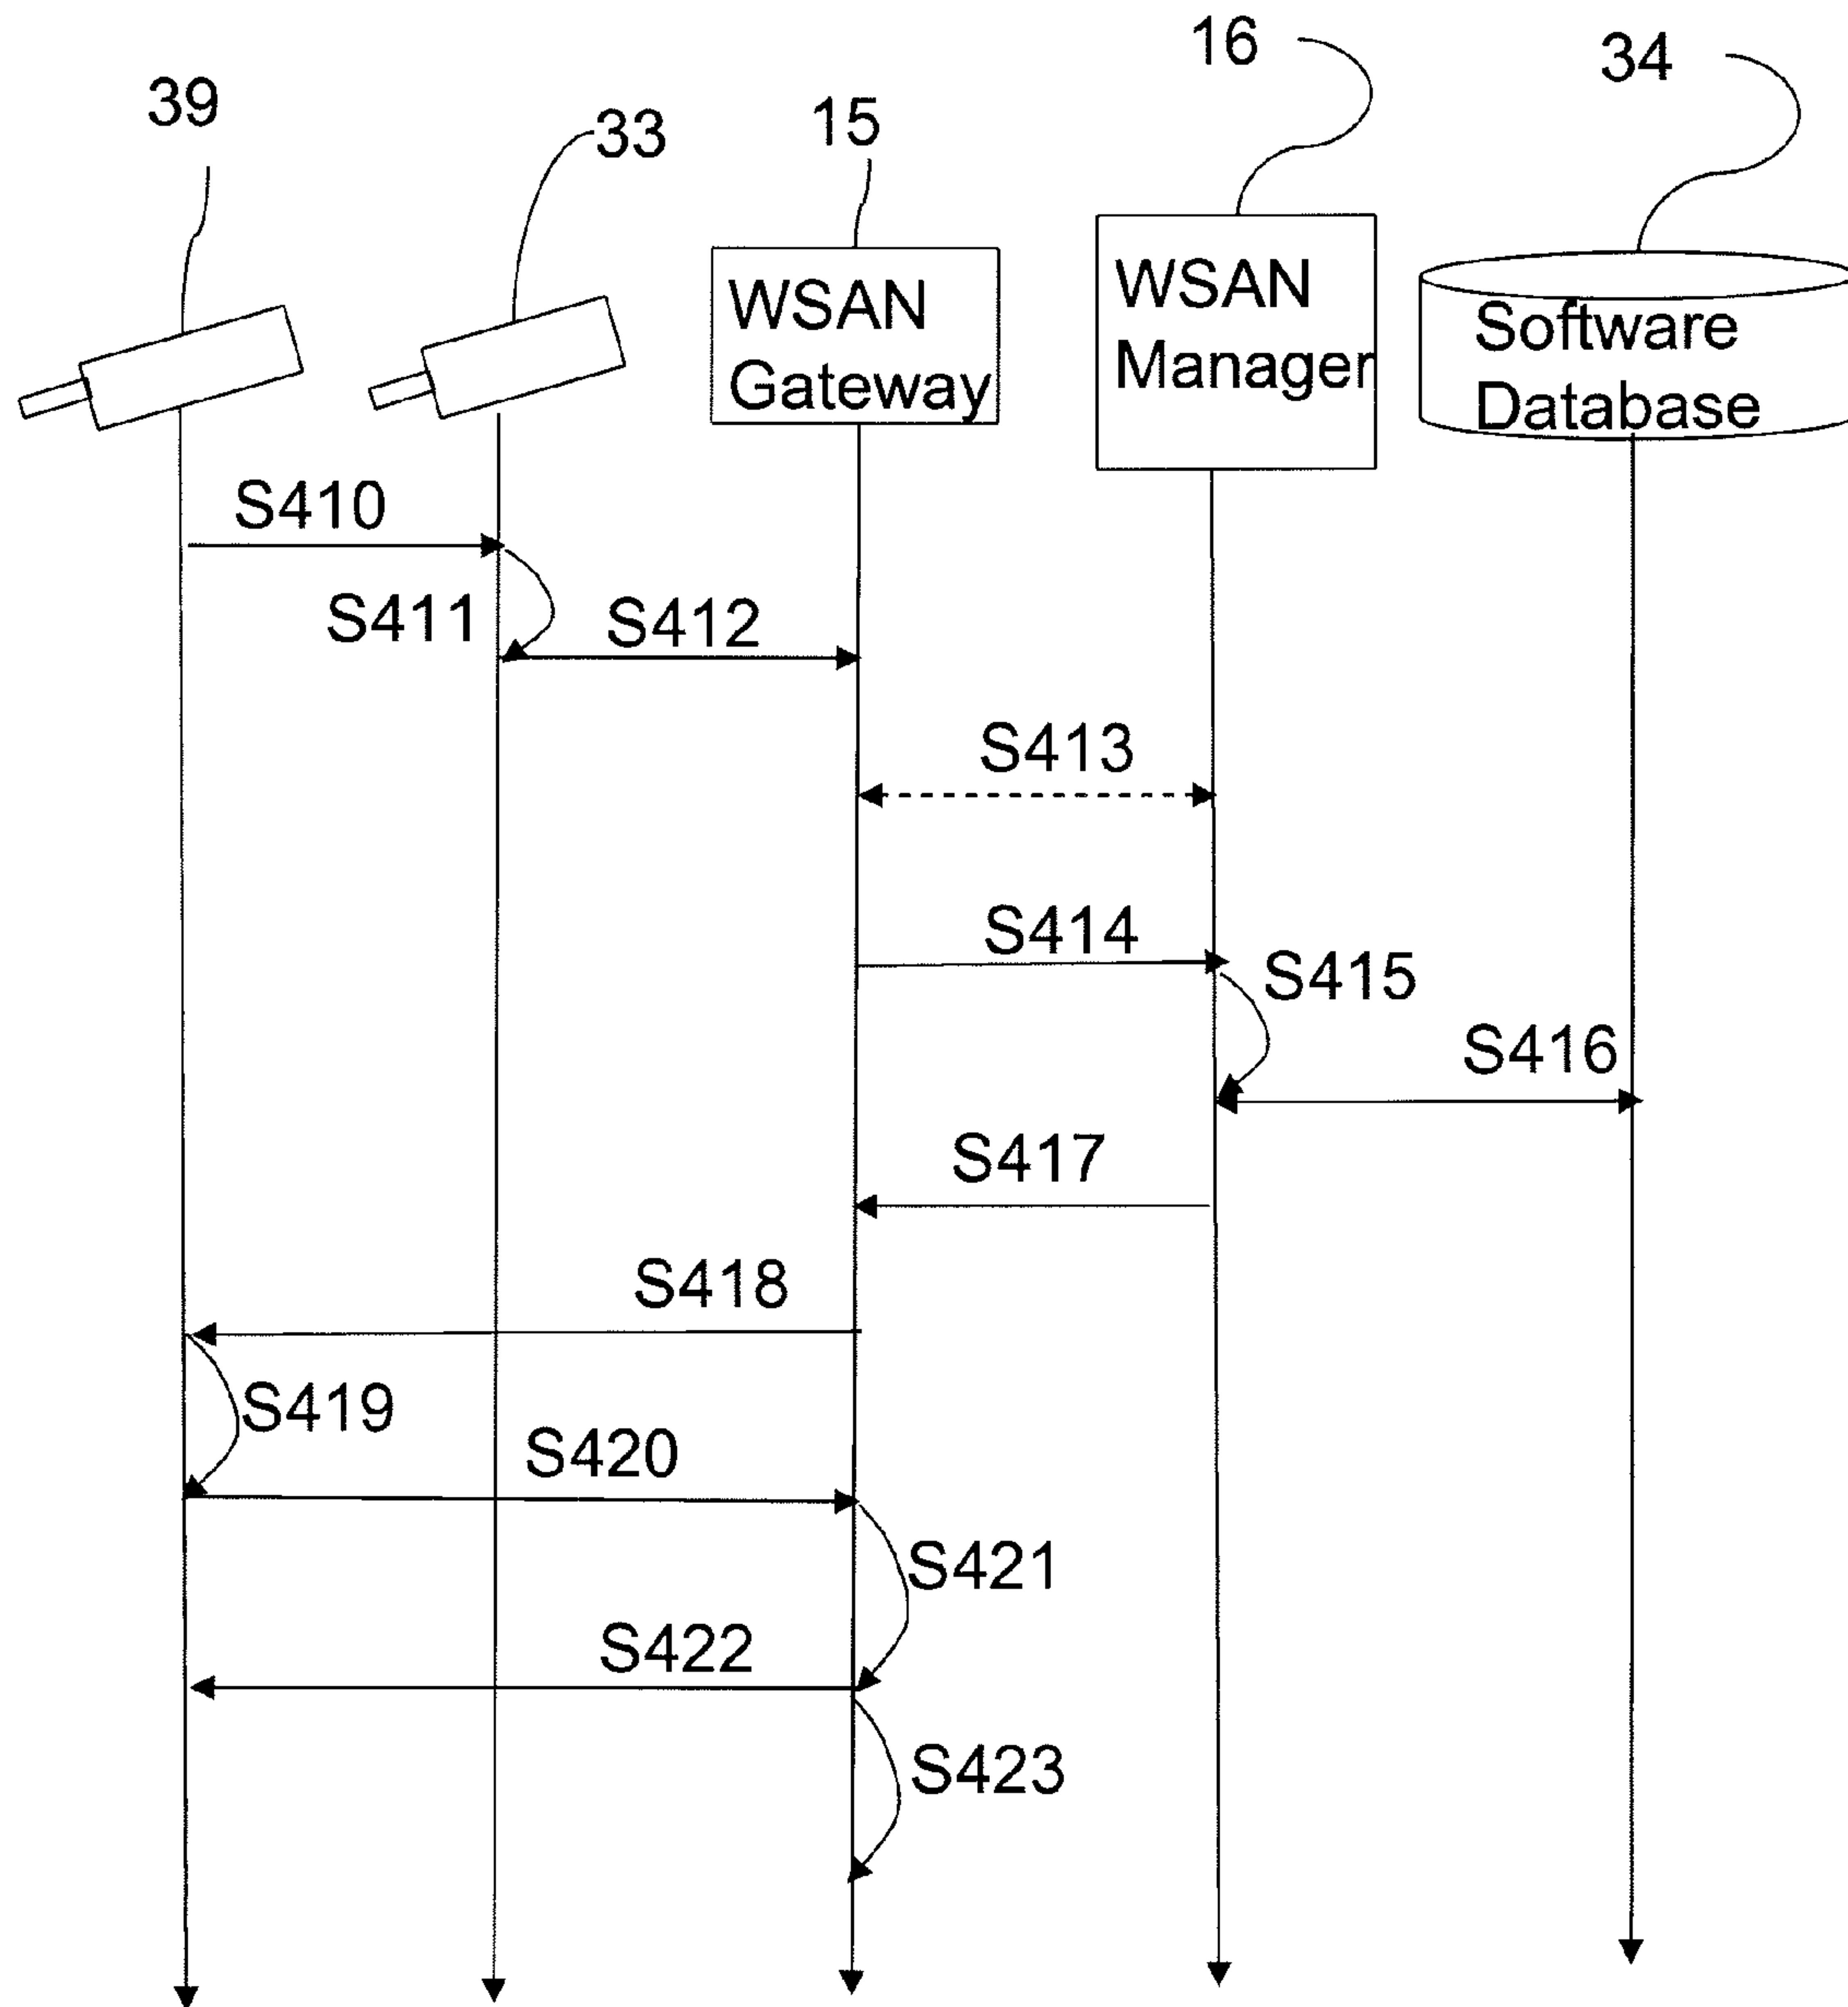 16
34
39
33
15
WSAN
Gateway
WSAN
Manager
Software
Database
S410
S411
S412
S413
S414
S415
S416
S417
S418
S419
S420
S421
S422
S423